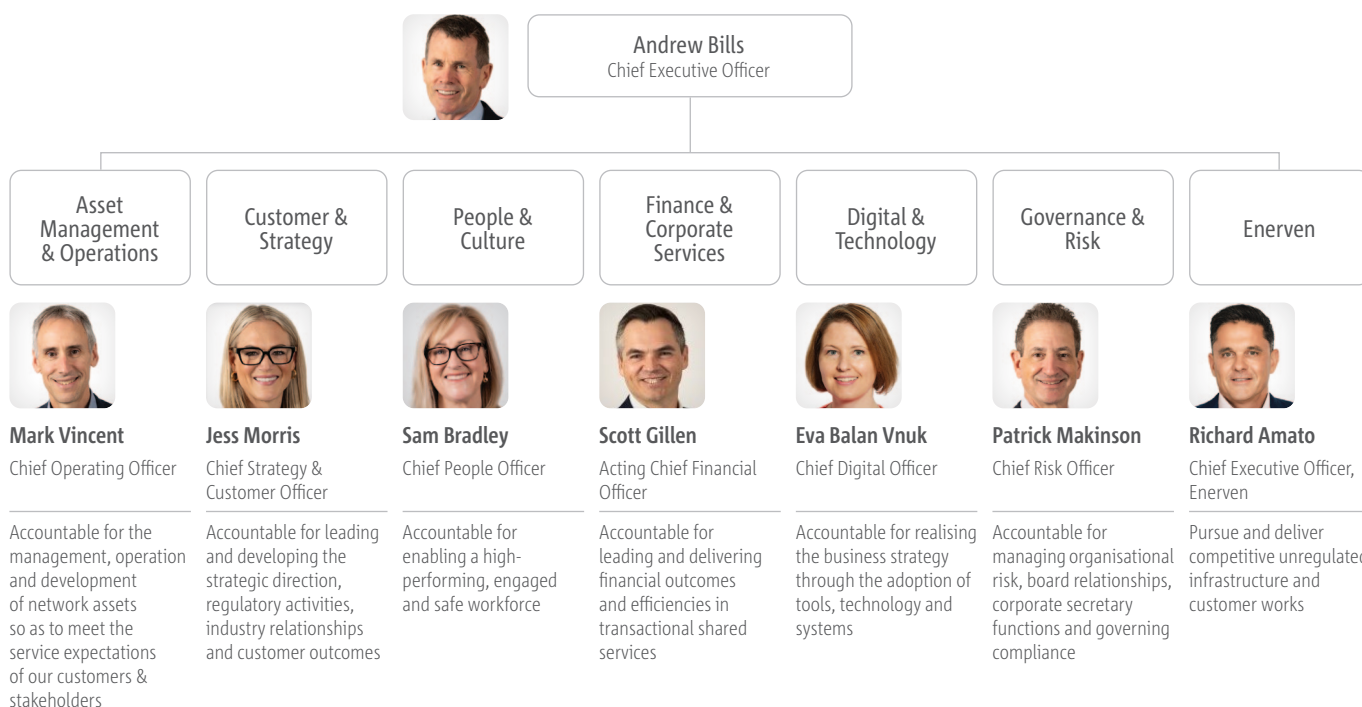 Andrew Bills
Chief Executive Officer
Asset
Management
& Operations
Customer &
Strategy
People &
Culture
Finance &
Corporate
Services
Digital &
Technology
Governance &
Risk
Enerven
Mark Vincent
Chief Operating Officer
Accountable for the
management, operation
and development
of network assets
so as to meet the
service expectations
of our customers &
stakeholders
Jess Morris
Chief Strategy &
Customer Officer
Accountable for leading
and developing the
strategic direction,
regulatory activities,
industry relationships
and customer outcomes
Sam Bradley
Chief People Officer
Accountable for
enabling a high-
performing, engaged
and safe workforce
Scott Gillen
Acting Chief Financial
Officer
Accountable for
leading and delivering
financial outcomes
and efficiencies in
transactional shared
services
Eva Balan Vnuk
Chief Digital Officer
Accountable for realising
the business strategy
through the adoption of
tools, technology and
systems
Patrick Makinson
Chief Risk Officer
Accountable for
managing organisational
risk, board relationships,
corporate secretary
functions and governing
compliance
Richard Amato
Chief Executive Officer,
Enerven
Pursue and deliver
competitive unregulated
infrastructure and
customer works